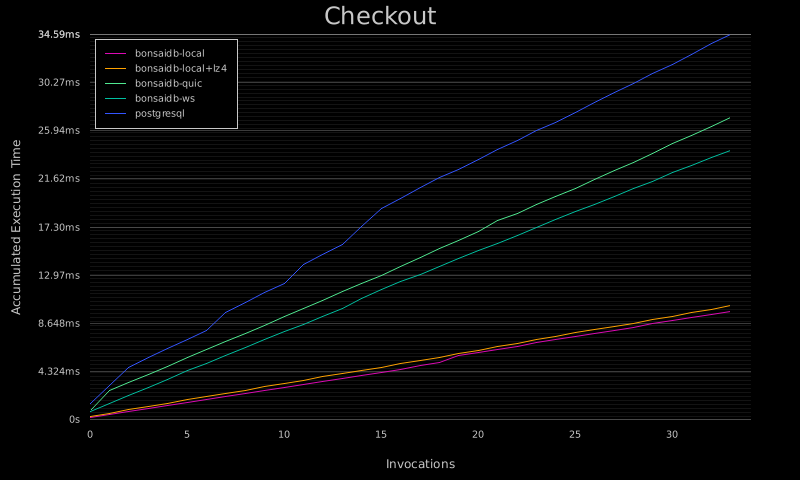 Checkout
34.59ms
30.27ms
25.94ms
21.62ms
17.30ms
12.97ms
8.648ms
4.324ms
0s
bonsaidb-local
bonsaidb-local+lz4
bonsaidb-quic
bonsaidb-ws
postgresql
Accumulated Execution Time
0 5 10 15 20 25 30
Invocations